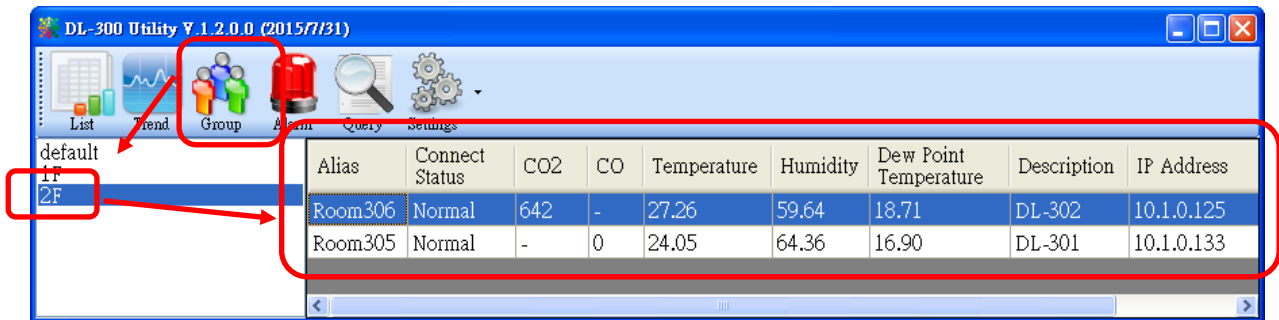 DL-300 Utility V.1.2.0.0 (2015/7/31)
List Trend Group Alarm Query Settings
default
1F
2F
Alias Connect Status CO2 CO Temperature Humidity Dew Point Temperature Description IP Address
Room306 Normal 642 - 27.26 59.64 18.71 DL-302 10.1.0.125
Room305 Normal - 0 24.05 64.36 16.90 DL-301 10.1.0.133